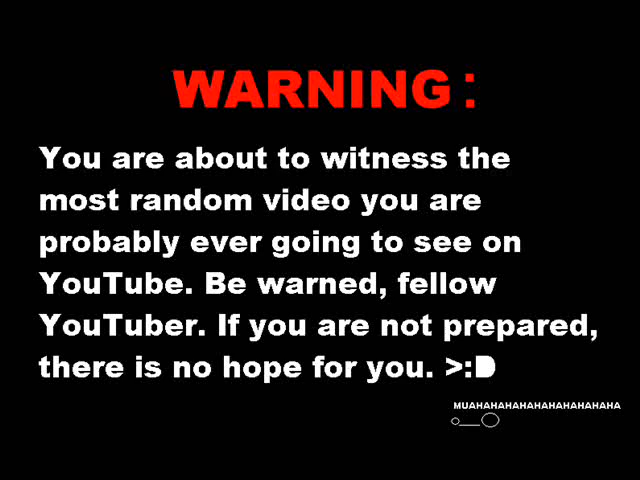 WARNING:
You are about to witness the
most random video you are
probably ever going to see on
YouTube. Be warned, fellow
YouTuber. If you are not prepared,
there is no hope for you. >:D
MUAHAHAHAHAHAHAHAHAHAHA
o___O